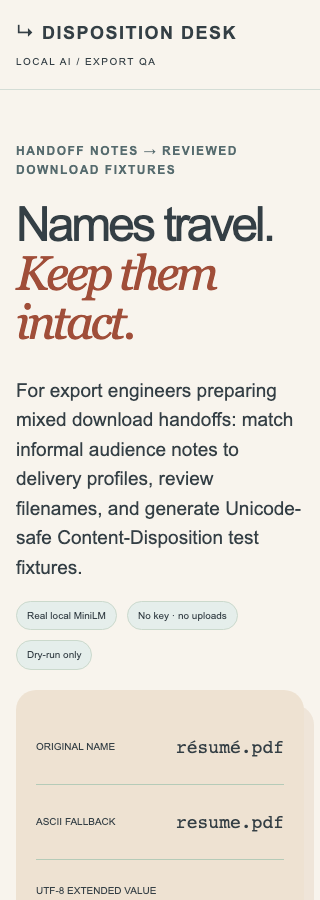 ↳ DISPOSITION DESK
LOCAL AI / EXPORT QA
HANDOFF NOTES → REVIEWED
DOWNLOAD FIXTURES
Names travel.
Keep them
intact.
For export engineers preparing
mixed download handoffs: match
informal audience notes to
delivery profiles, review
filenames, and generate Unicode-
safe Content-Disposition test
fixtures.
Real local MiniLM
No key · no uploads
Dry-run only
ORIGINAL NAME
résumé.pdf
ASCII FALLBACK
resume.pdf
UTF-8 EXTENDED VALUE